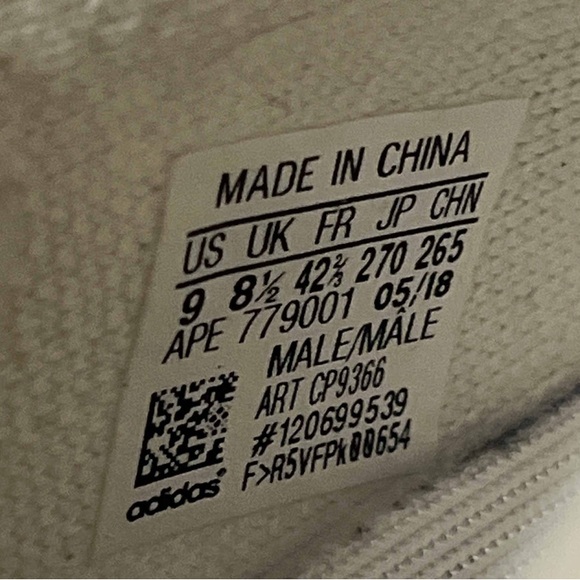 MADE IN CHINA
US UK FR JP CHN
9 8½ 42⅔ 270 265
APE 779001 05/18
MALE/MÂLE
ART CP9366
#120699539
F>R5VFPk00654
adidas®